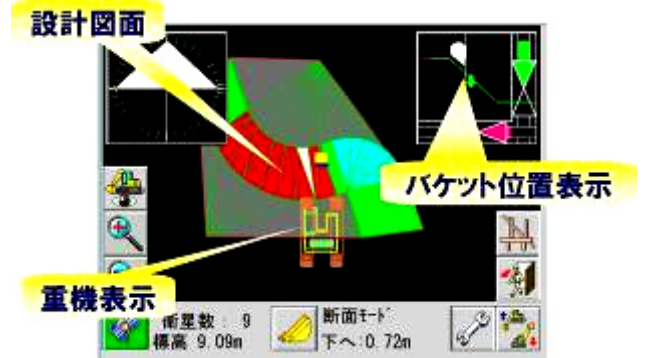 設計図面
バケット位置表示
重機表示
衛星数： 9
標高 9.09m
断面ﾓｰﾄﾞ
下へ:0.72m